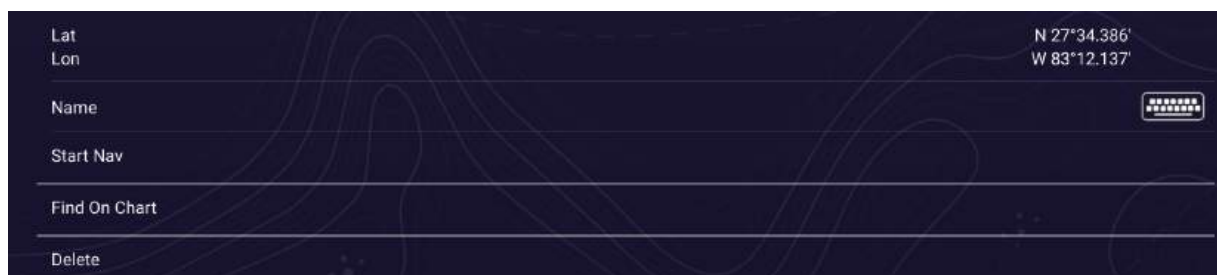 Lat N 27°34.386'
Lon W 83°12.137'
Name
Start Nav
Find On Chart
Delete